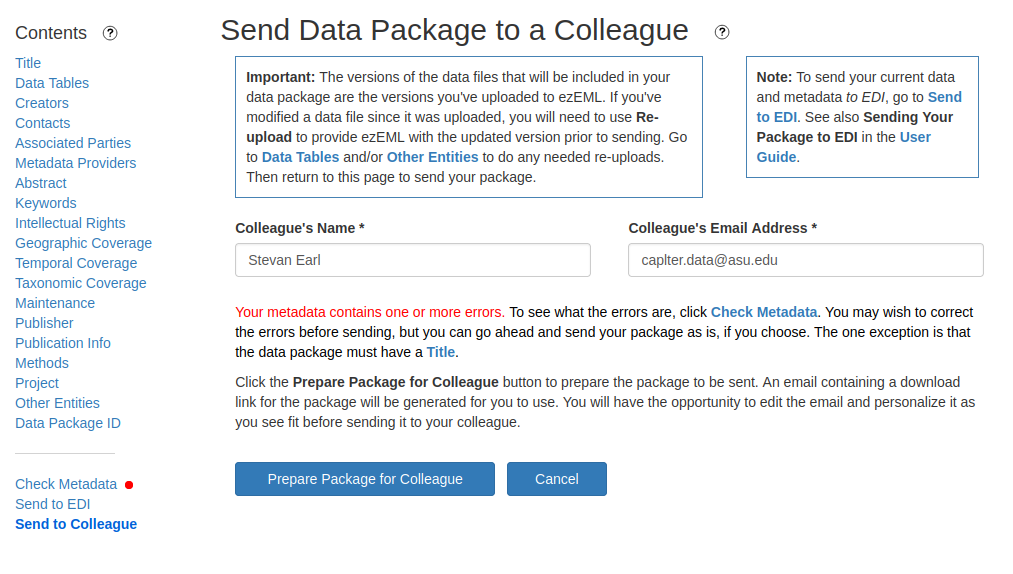 Contents ?
Title
Data Tables
Creators
Contacts
Associated Parties
Metadata Providers
Abstract
Keywords
Intellectual Rights
Geographic Coverage
Temporal Coverage
Taxonomic Coverage
Maintenance
Publisher
Publication Info
Methods
Project
Other Entities
Data Package ID
Check Metadata
Send to EDI
Send to Colleague
Send Data Package to a Colleague ?
Important: The versions of the data files that will be included in your
data package are the versions you've uploaded to ezEML. If you've
modified a data file since it was uploaded, you will need to use Re-
upload to provide ezEML with the updated version prior to sending. Go
to Data Tables and/or Other Entities to do any needed re-uploads.
Then return to this page to send your package.
Note: To send your current data
and metadata to EDI, go to Send
to EDI. See also Sending Your
Package to EDI in the User
Guide.
Colleague's Name *
Stevan Earl
Colleague's Email Address *
caplter.data@asu.edu
Your metadata contains one or more errors. To see what the errors are, click Check Metadata. You may wish to correct
the errors before sending, but you can go ahead and send your package as is, if you choose. The one exception is that
the data package must have a Title.
Click the Prepare Package for Colleague button to prepare the package to be sent. An email containing a download
link for the package will be generated for you to use. You will have the opportunity to edit the email and personalize it as
you see fit before sending it to your colleague.
Prepare Package for Colleague
Cancel